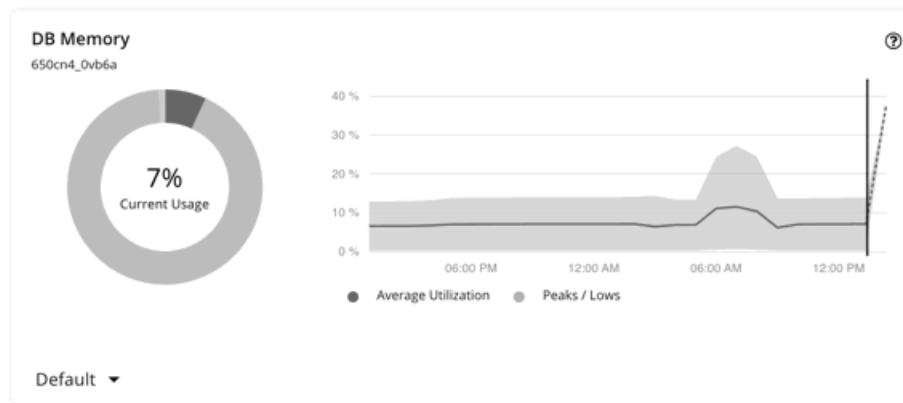 DB Memory
650cn4_0vb6a
7%
Current Usage
40 %
30 %
20 %
10 %
0 %
06:00 PM 12:00 AM 06:00 AM 12:00 PM
Average Utilization Peaks / Lows
Default